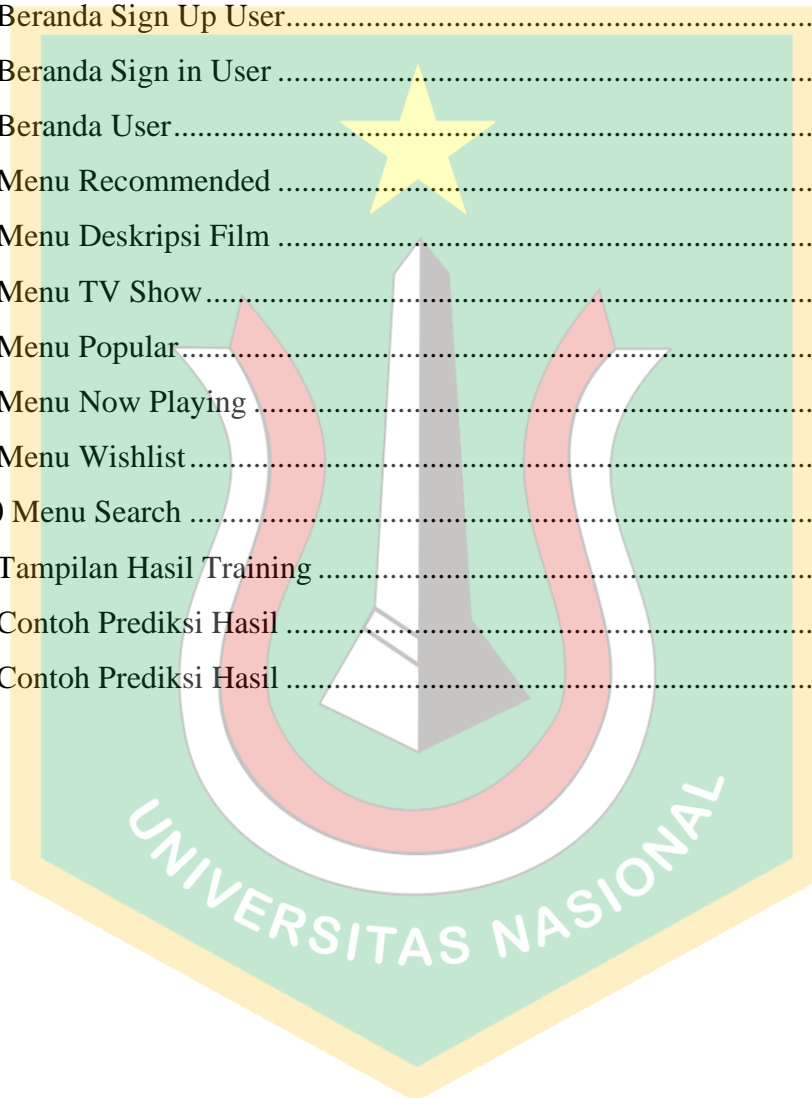 Beranda Sign Up User..........................................................................
Beranda Sign in User ..........................................................................
Beranda User..........................................................................
Menu Recommended ..........................................................................
Menu Deskripsi Film ..........................................................................
Menu TV Show..........................................................................
Menu Popular..........................................................................
Menu Now Playing ..........................................................................
Menu Wishlist..........................................................................
Menu Search ..........................................................................
Tampilan Hasil Training ..........................................................................
Contoh Prediksi Hasil ..........................................................................
Contoh Prediksi Hasil ..........................................................................
UNIVERSITAS NASIONAL